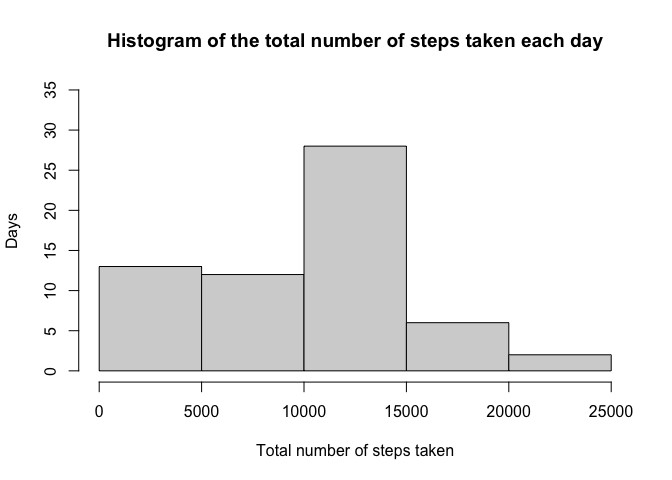 Histogram of the total number of steps taken each day
35
30
25
20
15
10
5
0
Days
0 5000 10000 15000 20000 25000
Total number of steps taken